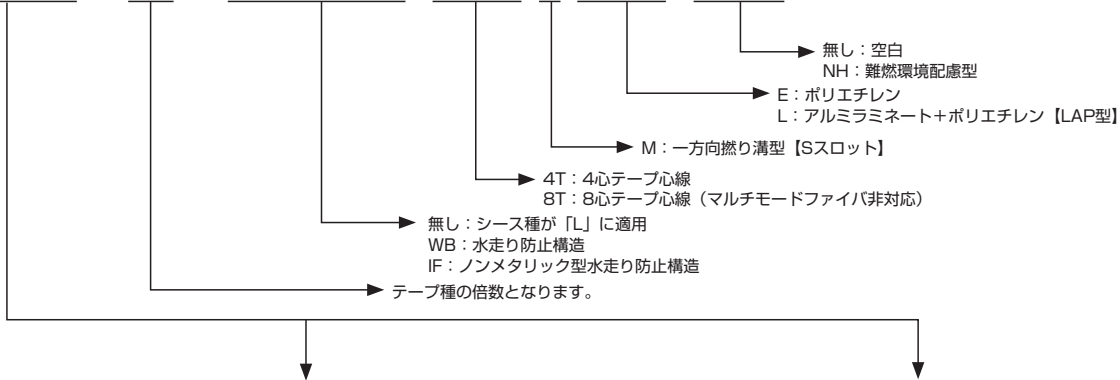 無し：空白
NH：難燃環境配慮型
E：ポリエチレン
L：アルミラミネート＋ポリエチレン【LAP型】
M：一方向撚り溝型【Sスロット】
4T：4心テープ心線
8T：8心テープ心線（マルチモードファイバ非対応）
無し：シース種が「L」に適用
WB：水走り防止構造
IF：ノンメタリック型水走り防止構造
テープ種の倍数となります。